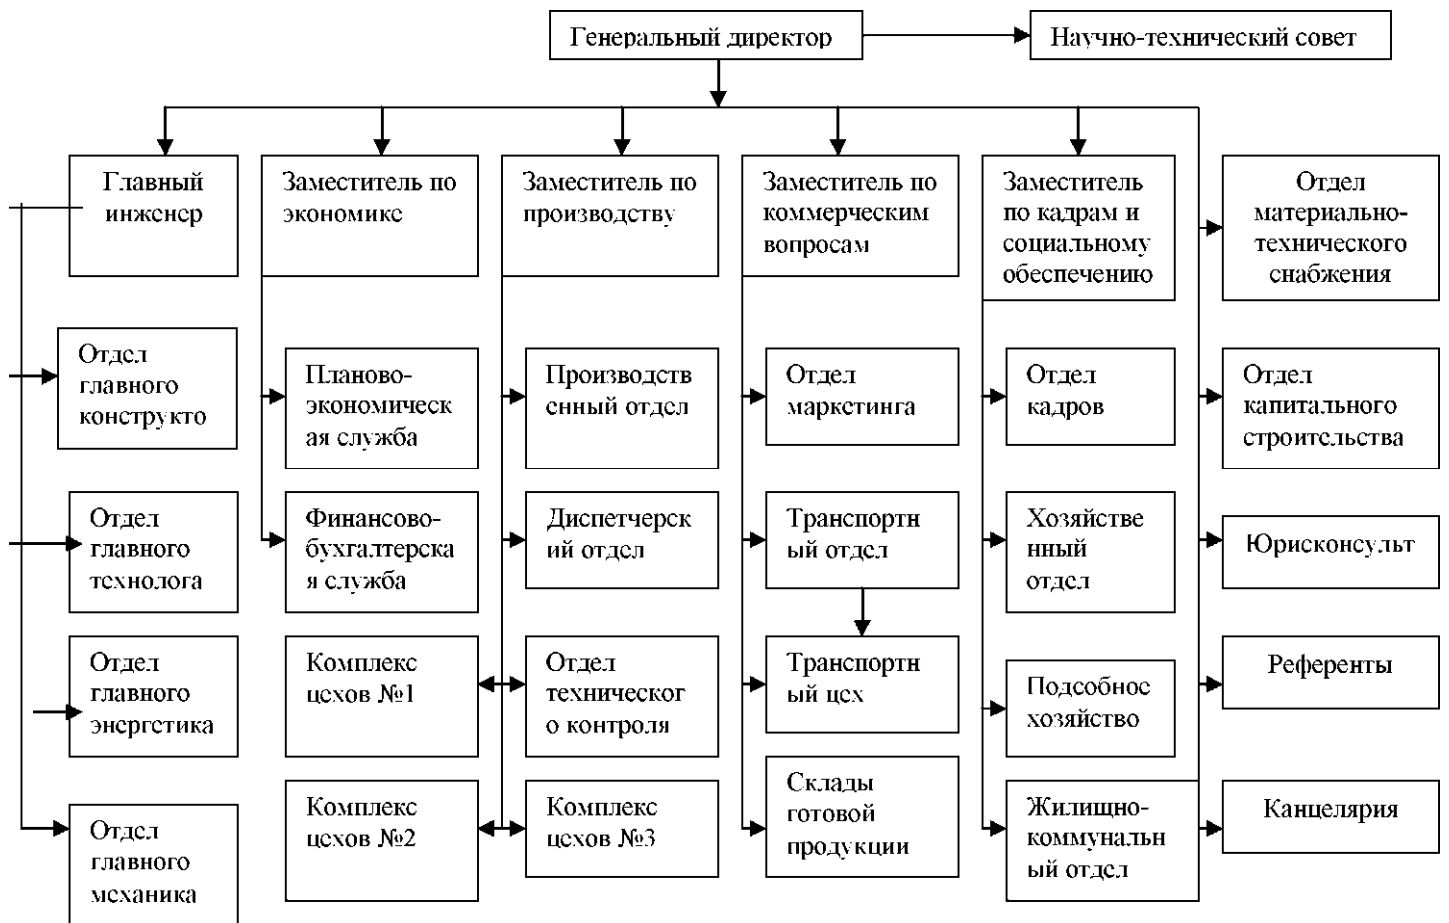 Генеральный директор
Научно-технический совет
Главный
инженер
Заместитель по
экономике
Заместитель по
производству
Заместитель по
коммерческим
вопросам
Заместитель
по кадрам и
социальному
обеспечению
Отдел
материально-
технического
снабжения
Отдел
главного
конструкто
Планово-
экономическ
ая служба
Производств
енный отдел
Отдел
маркетинга
Отдел
кадров
Отдел
капитального
строительства
Отдел
главного
технолога
Финансово-
бухгалтерска
я служба
Диспетчерск
ий отдел
Транспортн
ый отдел
Хозяйстве
нный
отдел
Юрисконсульт
Отдел
главного
энергетика
Комплекс
цехов №1
Отдел
техническог
о контроля
Транспортн
ый цех
Подсобное
хозяйство
Референты
Отдел
главного
механика
Комплекс
цехов №2
Комплекс
цехов №3
Склады
готовой
продукции
Жилищно-
коммунальн
ый отдел
Канцелярия